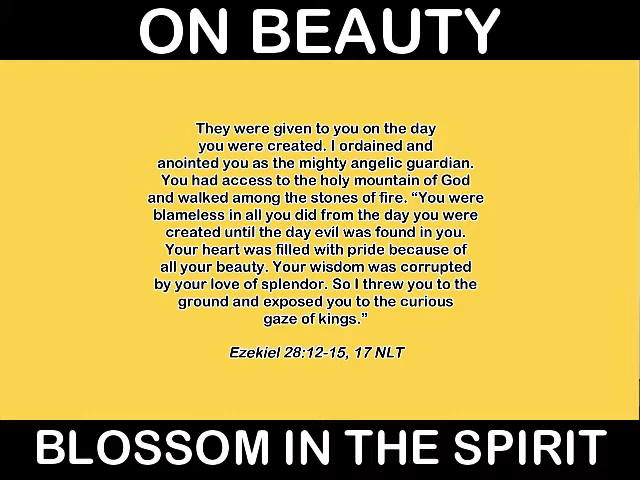 ON BEAUTY
They were given to you on the day
you were created. I ordained and
anointed you as the mighty angelic guardian.
You had access to the holy mountain of God
and walked among the stones of fire. “You were
blameless in all you did from the day you were
created until the day evil was found in you.
Your heart was filled with pride because of
all your beauty. Your wisdom was corrupted
by your love of splendor. So I threw you to the
ground and exposed you to the curious
gaze of kings.”
Ezekiel 28:12-15, 17 NLT
BLOSSOM IN THE SPIRIT